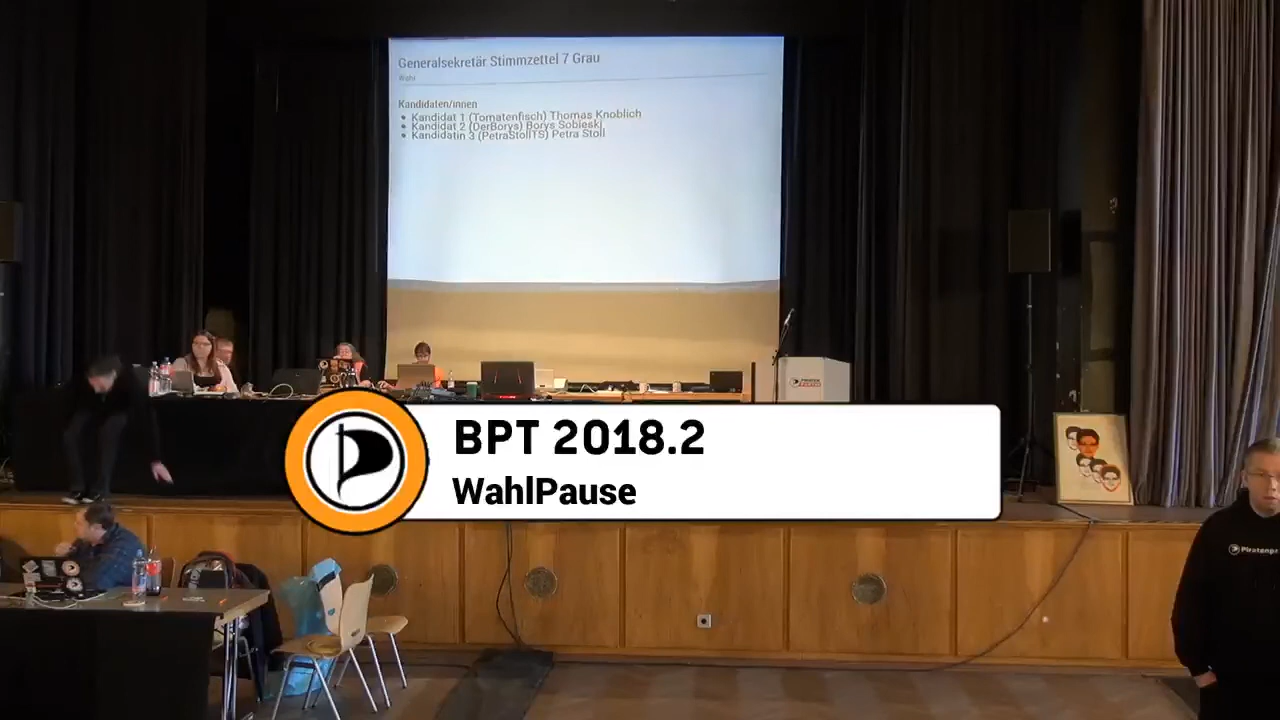 Generalsekretär Stimmzettel 7 Grau
Wahl
Kandidaten/innen
• Kandidat 1 (Tomatenfisch) Thomas Knoblich
• Kandidat 2 (DerBorys) Borys Sobieski
• Kandidatin 3 (PetraStollTS) Petra Stoll
BPT 2018.2
WahlPause